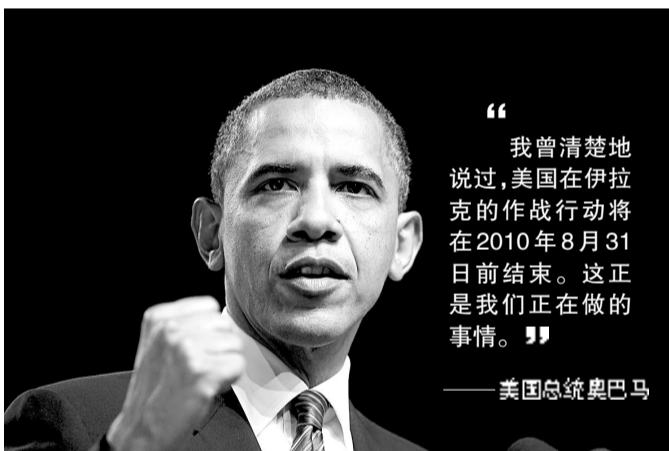 “
我曾清楚地
说过,美国在伊拉
克的作战行动将
在2010年8月31
日前结束。这正
是我们正在做的
事情。”
——美国总统奥巴马